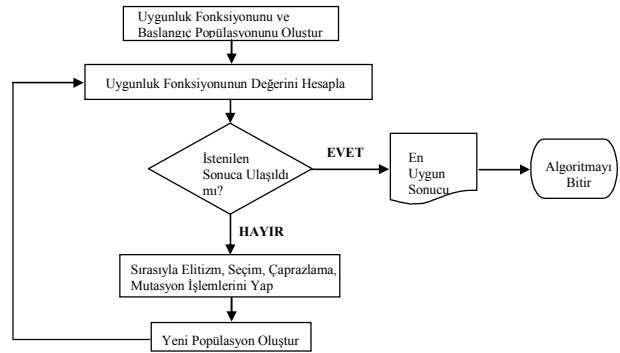 Uygunluk Fonksiyonunu ve
Başlangıç Popülasyonunu Oluştur
Uygunluk Fonksiyonunun Değerini Hesapla
İstenilen
Sonuca Ulaşıldı
mı?
EVET
En
Uygun
Sonucu
Algoritmayı
Bitir
HAYIR
Sırasıyla Elitizm, Seçim, Çaprazlama,
Mutasyon İşlemlerini Yap
Yeni Popülasyon Oluştur